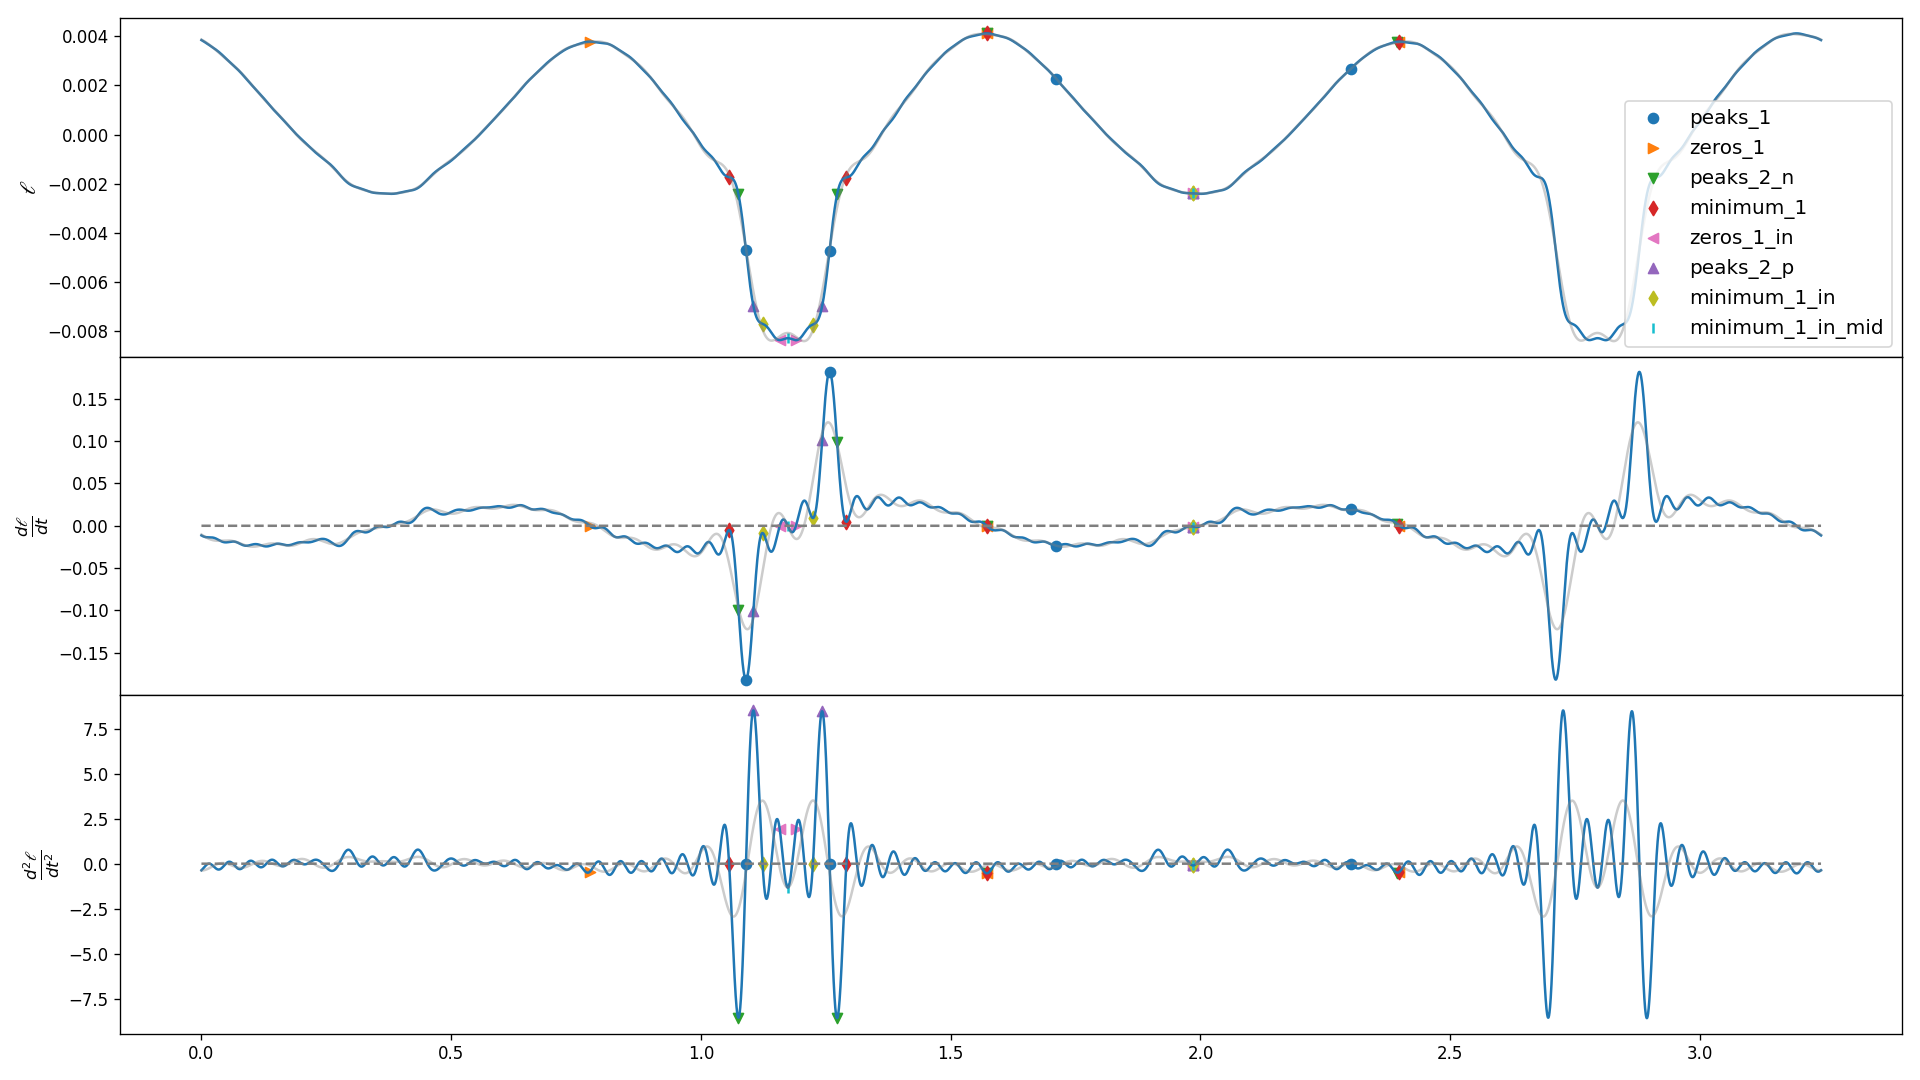 0.004
0.002
0.000
−0.002
−0.004
−0.006
−0.008
ℓ
peaks_1
zeros_1
peaks_2_n
minimum_1
zeros_1_in
peaks_2_p
minimum_1_in
minimum_1_in_mid
0.15
0.10
0.05
0.00
−0.05
−0.10
−0.15
dℓ
dt
7.5
5.0
2.5
0.0
−2.5
−5.0
−7.5
d²ℓ
dt²
0.0 0.5 1.0 1.5 2.0 2.5 3.0